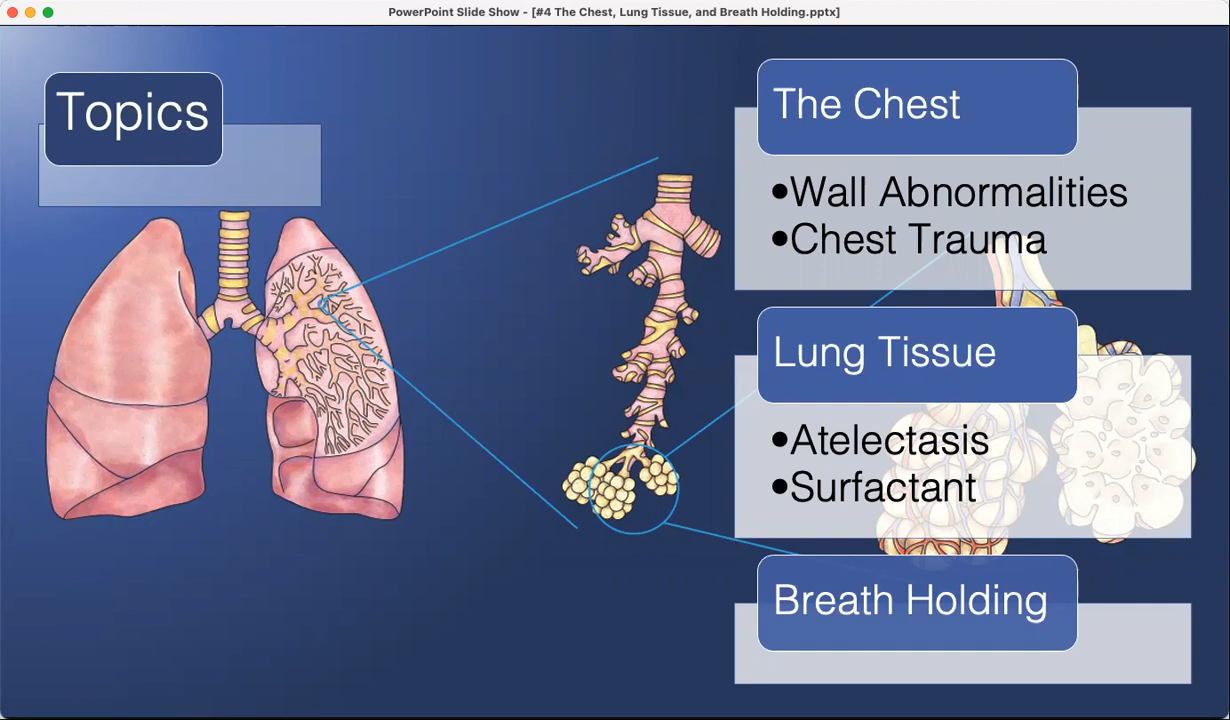 PowerPoint Slide Show - [#4 The Chest, Lung Tissue, and Breath Holding.pptx]
Topics
The Chest
•Wall Abnormalities
•Chest Trauma
Lung Tissue
•Atelectasis
•Surfactant
Breath Holding